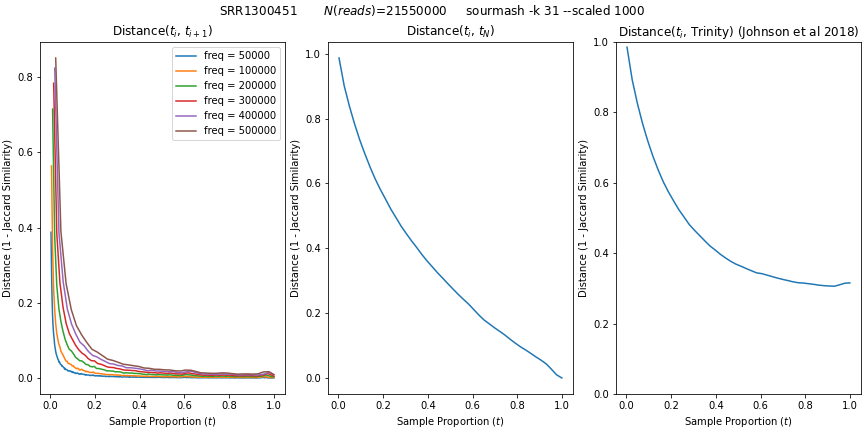 SRR1300451 N(reads)=21550000 sourmash -k 31 --scaled 1000
Distance(t_i, t_{i+1})
freq = 50000
freq = 100000
freq = 200000
freq = 300000
freq = 400000
freq = 500000
Distance (1 - Jaccard Similarity)
0.8
0.6
0.4
0.2
0.0
0.0 0.2 0.4 0.6 0.8 1.0
Sample Proportion (t)
Distance(t_i, t_N)
Distance (1 - Jaccard Similarity)
1.0
0.8
0.6
0.4
0.2
0.0
0.0 0.2 0.4 0.6 0.8 1.0
Sample Proportion (t)
Distance(t_i, Trinity) (Johnson et al 2018)
Distance (1 - Jaccard Similarity)
1.0
0.8
0.6
0.4
0.2
0.0
0.0 0.2 0.4 0.6 0.8 1.0
Sample Proportion (t)